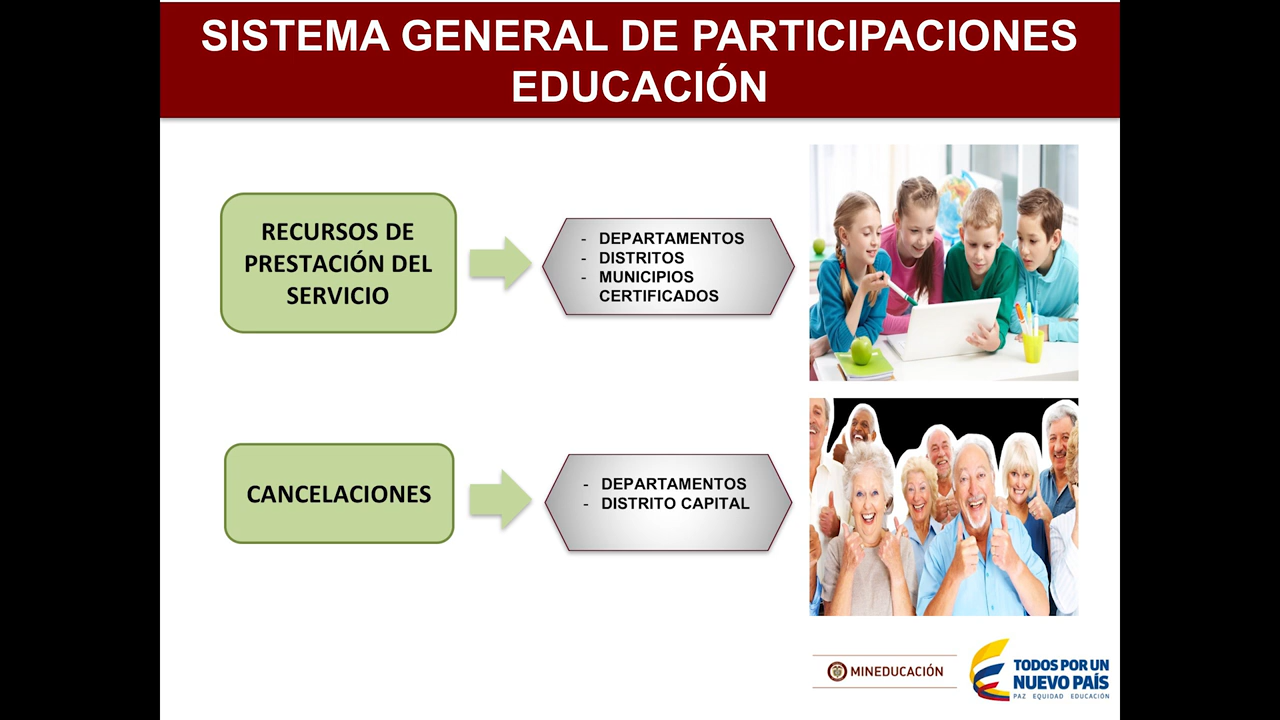 SISTEMA GENERAL DE PARTICIPACIONES
EDUCACIÓN
RECURSOS DE
PRESTACIÓN DEL
SERVICIO
- DEPARTAMENTOS
- DISTRITOS
- MUNICIPIOS
CERTIFICADOS
CANCELACIONES
- DEPARTAMENTOS
- DISTRITO CAPITAL
MINEDUCACIÓN
TODOS POR UN
NUEVO PAÍS
PAZ EQUIDAD EDUCACIÓN